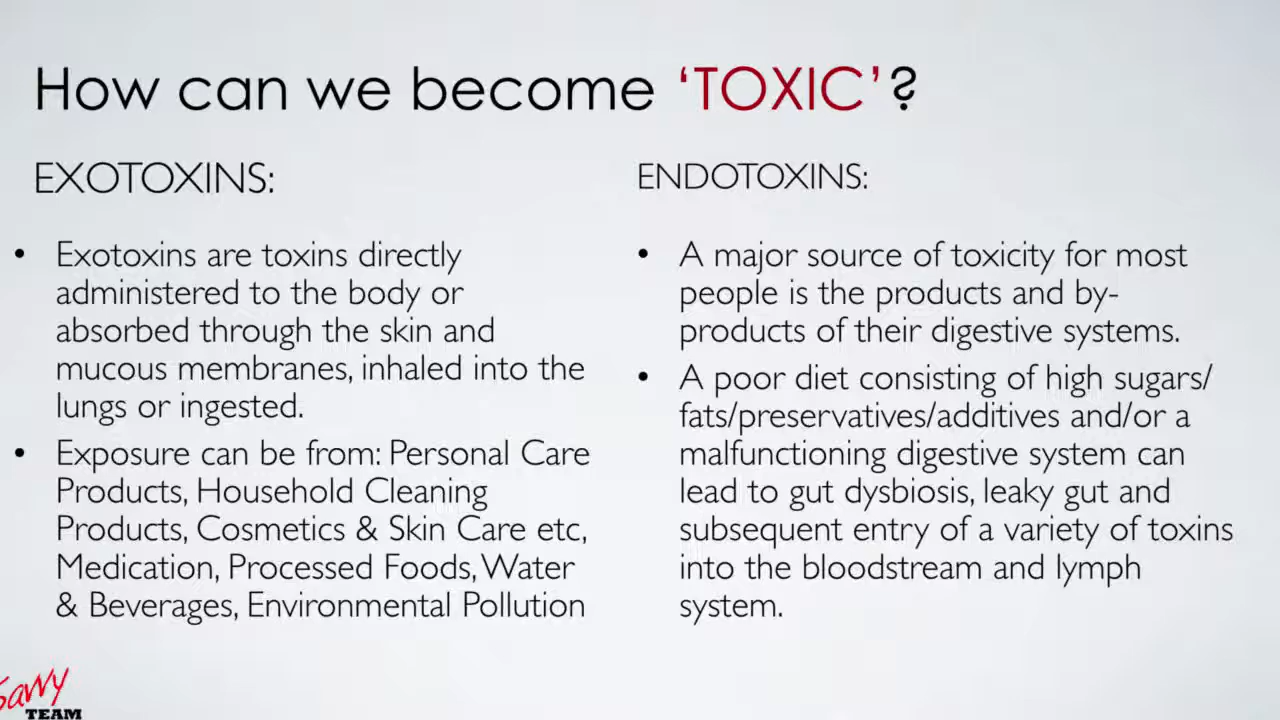 How can we become ‘TOXIC’?
EXOTOXINS:
• Exotoxins are toxins directly
administered to the body or
absorbed through the skin and
mucous membranes, inhaled into the
lungs or ingested.
• Exposure can be from: Personal Care
Products, Household Cleaning
Products, Cosmetics & Skin Care etc,
Medication, Processed Foods, Water
& Beverages, Environmental Pollution
ENDOTOXINS:
• A major source of toxicity for most
people is the products and by-
products of their digestive systems.
• A poor diet consisting of high sugars/
fats/preservatives/additives and/or a
malfunctioning digestive system can
lead to gut dysbiosis, leaky gut and
subsequent entry of a variety of toxins
into the bloodstream and lymph
system.
Savvy
TEAM